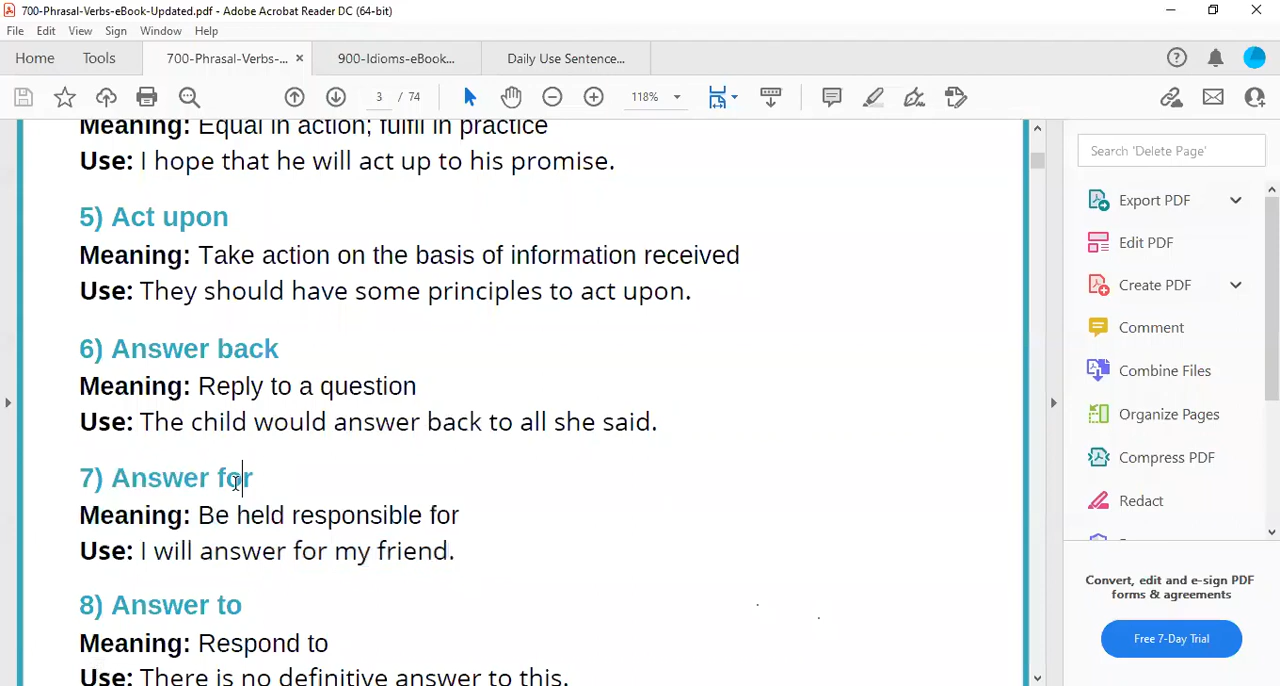 700-Phrasal-Verbs-eBook-Updated.pdf - Adobe Acrobat Reader DC (64-bit)
File Edit View Sign Window Help
Home Tools 700-Phrasal-Verbs-... × 900-Idioms-eBook... Daily Use Sentence...
3 / 74 118%
Meaning: Equal in action; fulfil in practice
Use: I hope that he will act up to his promise.
5) Act upon
Meaning: Take action on the basis of information received
Use: They should have some principles to act upon.
6) Answer back
Meaning: Reply to a question
Use: The child would answer back to all she said.
7) Answer for
Meaning: Be held responsible for
Use: I will answer for my friend.
8) Answer to
Meaning: Respond to
Use: There is no definitive answer to this.
Search 'Delete Page'
Export PDF
Edit PDF
Create PDF
Comment
Combine Files
Organize Pages
Compress PDF
Redact
Convert, edit and e-sign PDF
forms & agreements
Free 7-Day Trial